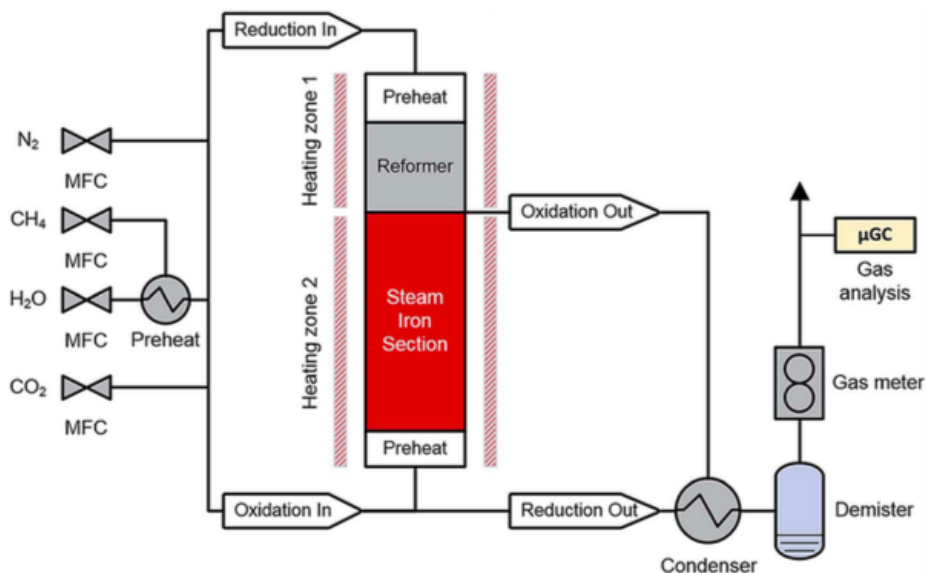 Reduction In
Heating zone 1
Preheat
N₂
MFC
Reformer
CH₄
MFC
Oxidation Out
µGC
Gas
analysis
H₂O
MFC
Preheat
Heating zone 2
Steam
Iron
Section
CO₂
MFC
Gas meter
Preheat
Oxidation In
Reduction Out
Condenser
Demister